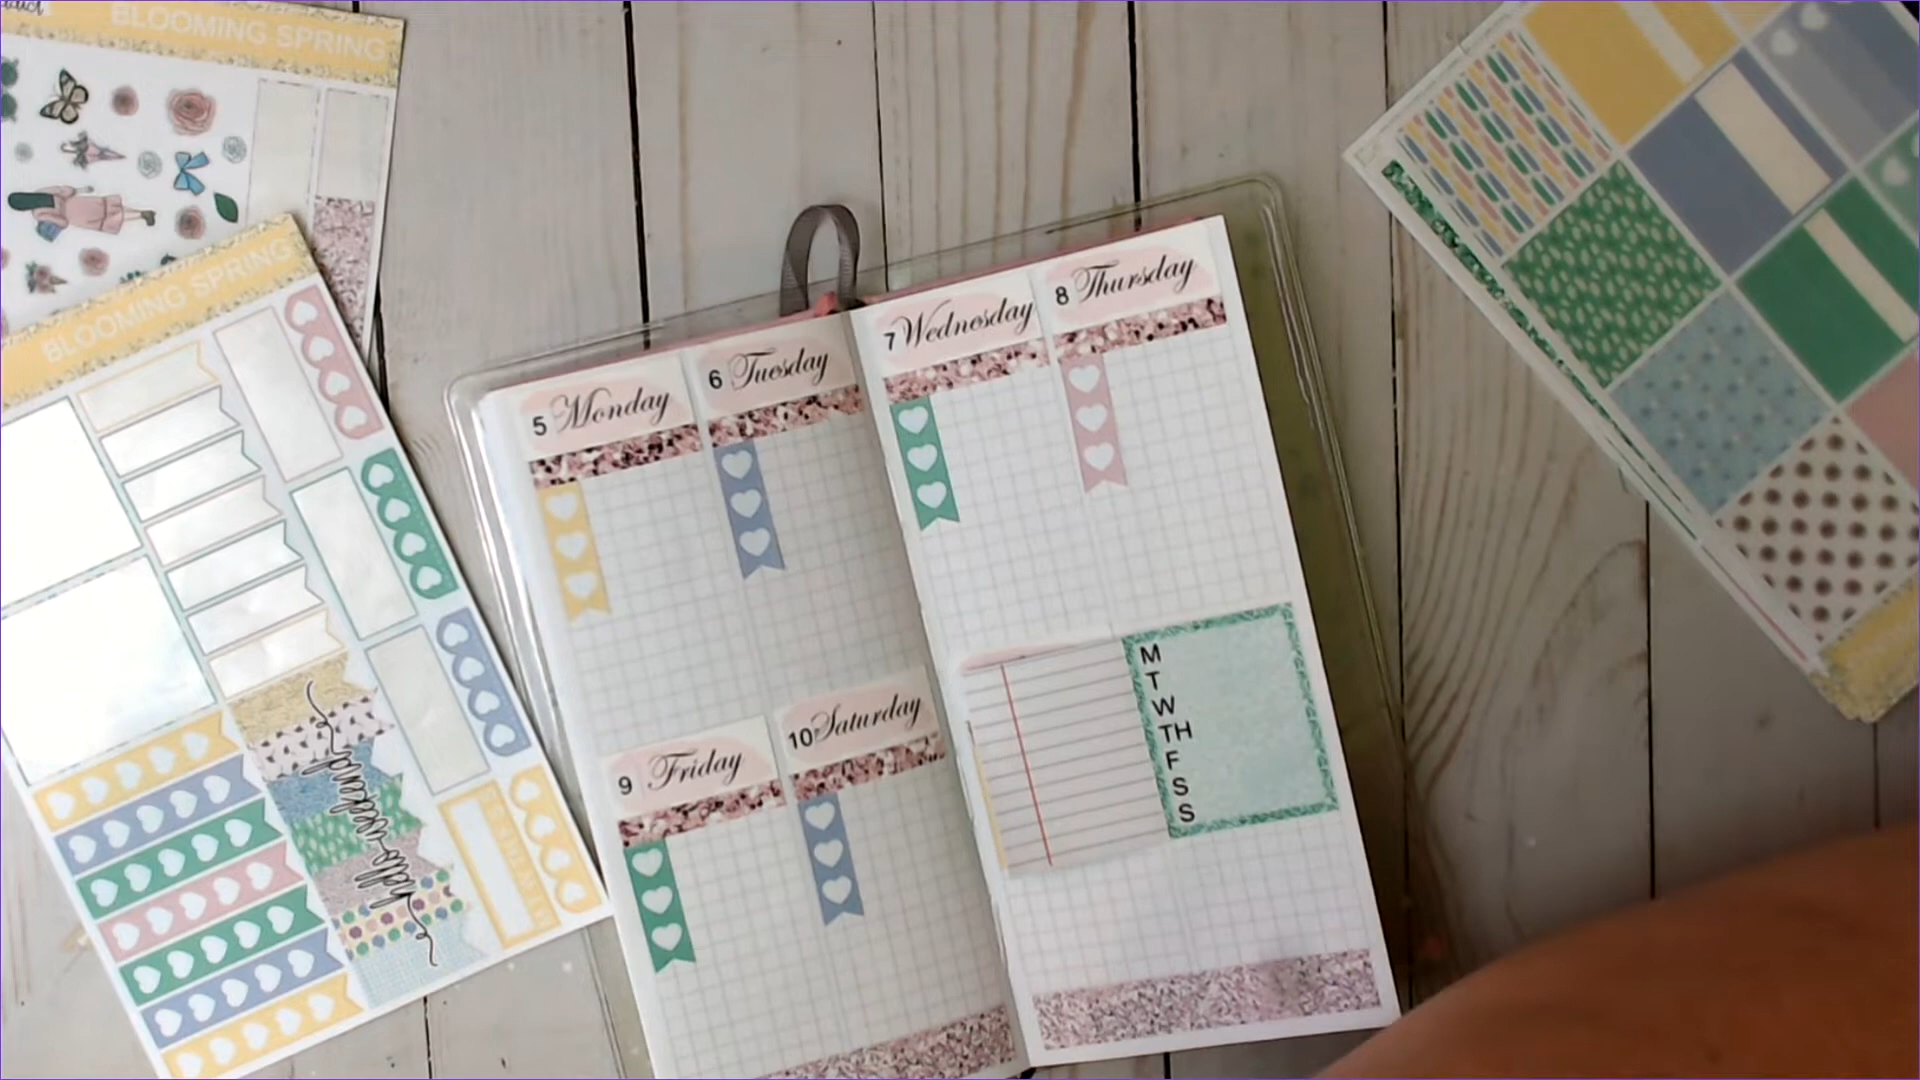 BLOOMING SPRING
BLOOMING SPRING
hello weekend
5 Monday
6 Tuesday
7 Wednesday
8 Thursday
9 Friday
10 Saturday
M
T
W
TH
F
S
S